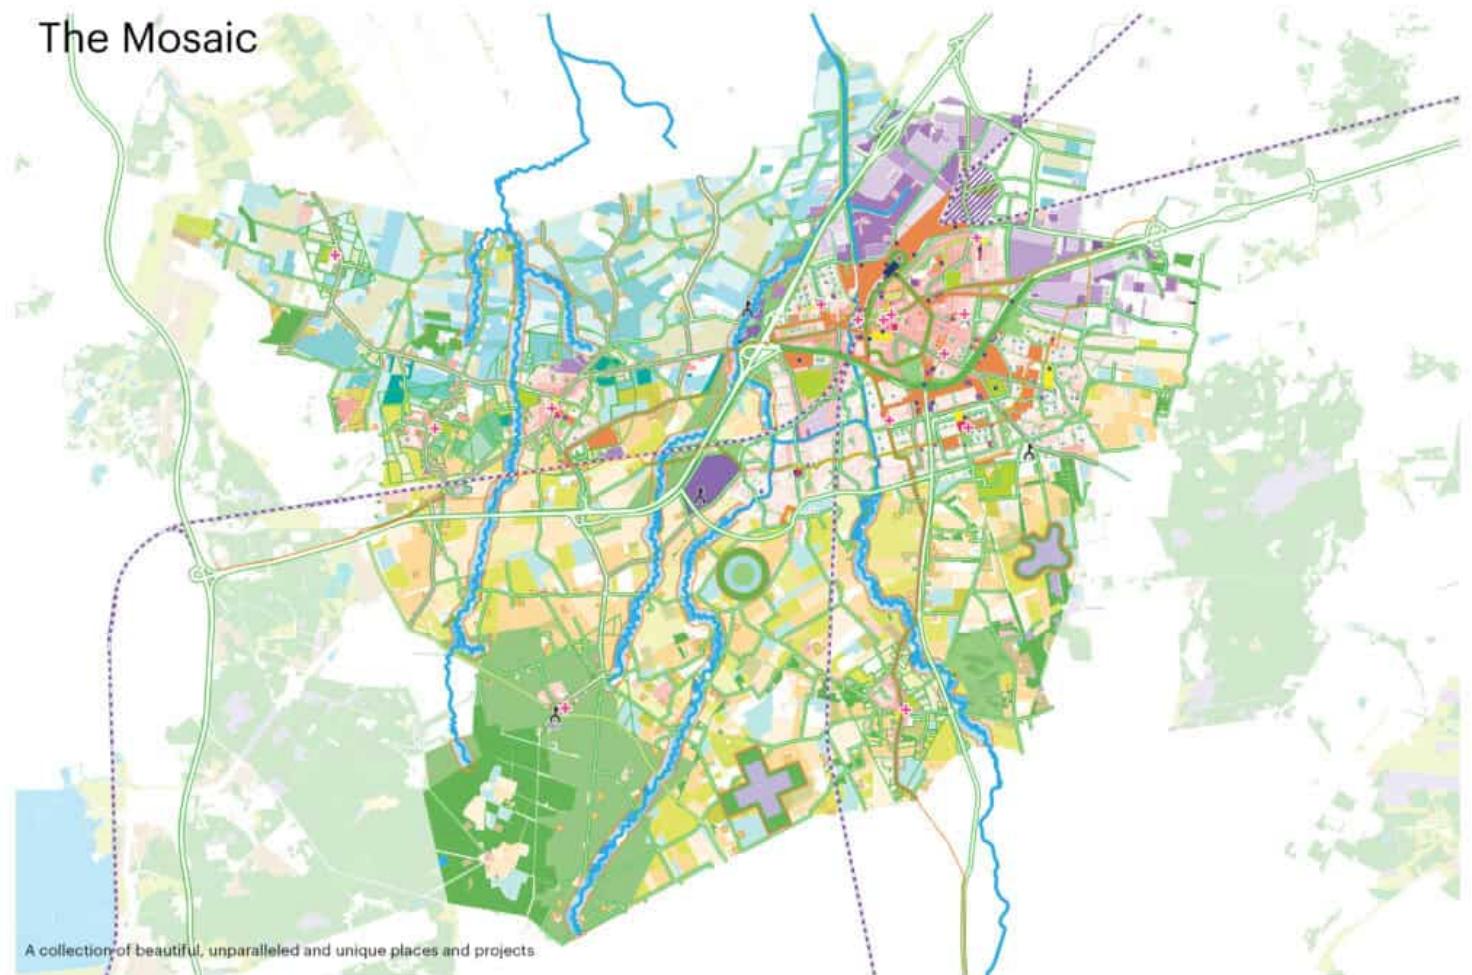 The Mosaic
A collection of beautiful, unparalleled and unique places and projects